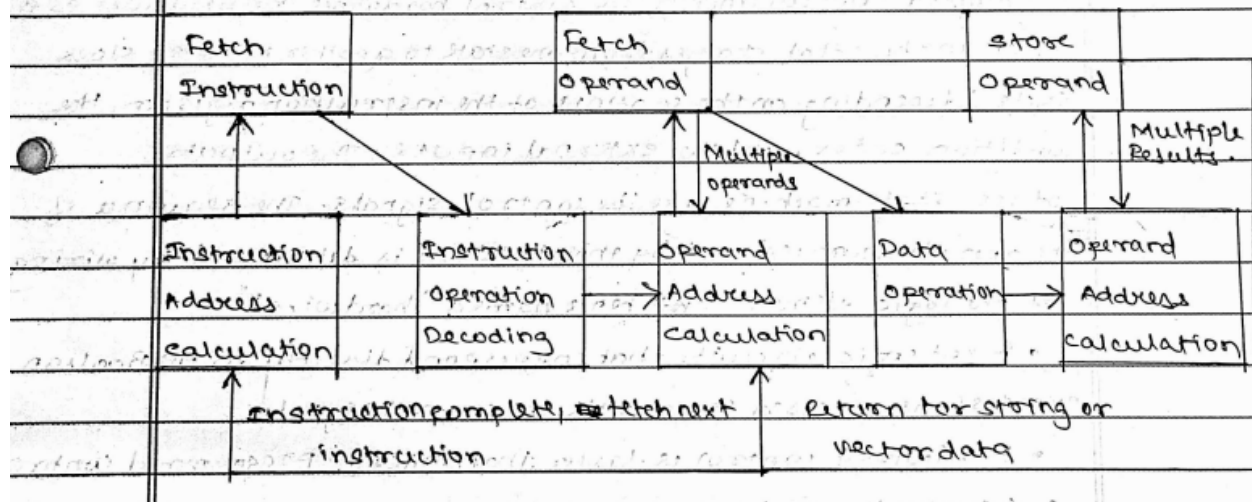 Fetch
Instruction
Fetch
Operand
Store
Operand
Multiple
operands
Multiple
Results.
Instruction
Address
calculation
Instruction
Operation
Decoding
Operand
Address
calculation
Data
Operation
Operand
Address
calculation
Instruction complete, fetch next
instruction
Return for string or
vector data